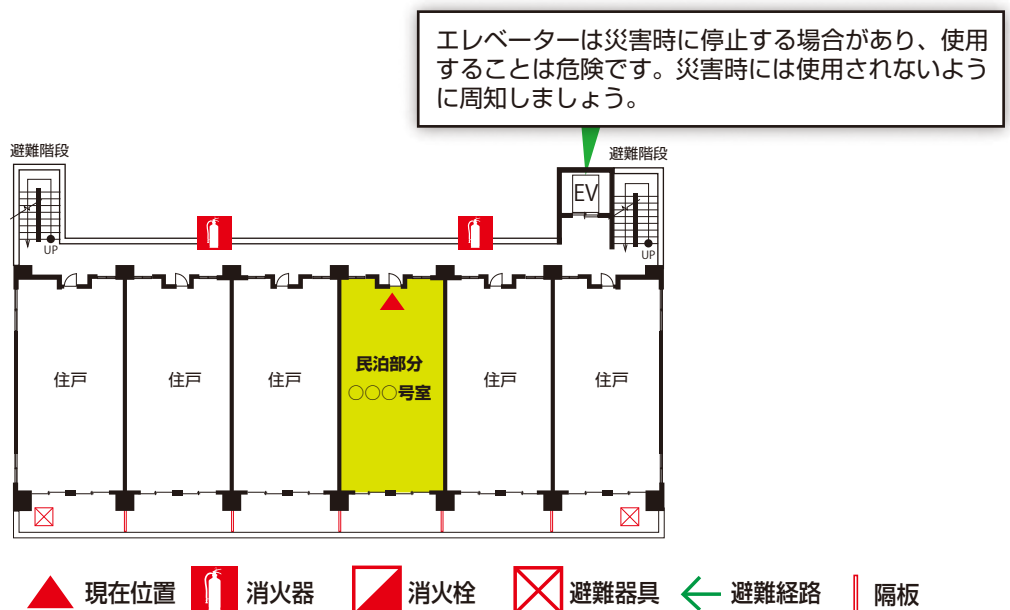 エレベーターは災害時に停止する場合があり、使用
することは危険です。災害時には使用されないよう
に周知しましょう。
避難階段
避難階段
EV
UP
UP
住戸
住戸
住戸
民泊部分
○○○号室
住戸
住戸
現在位置
消火器
消火栓
避難器具
避難経路
隔板